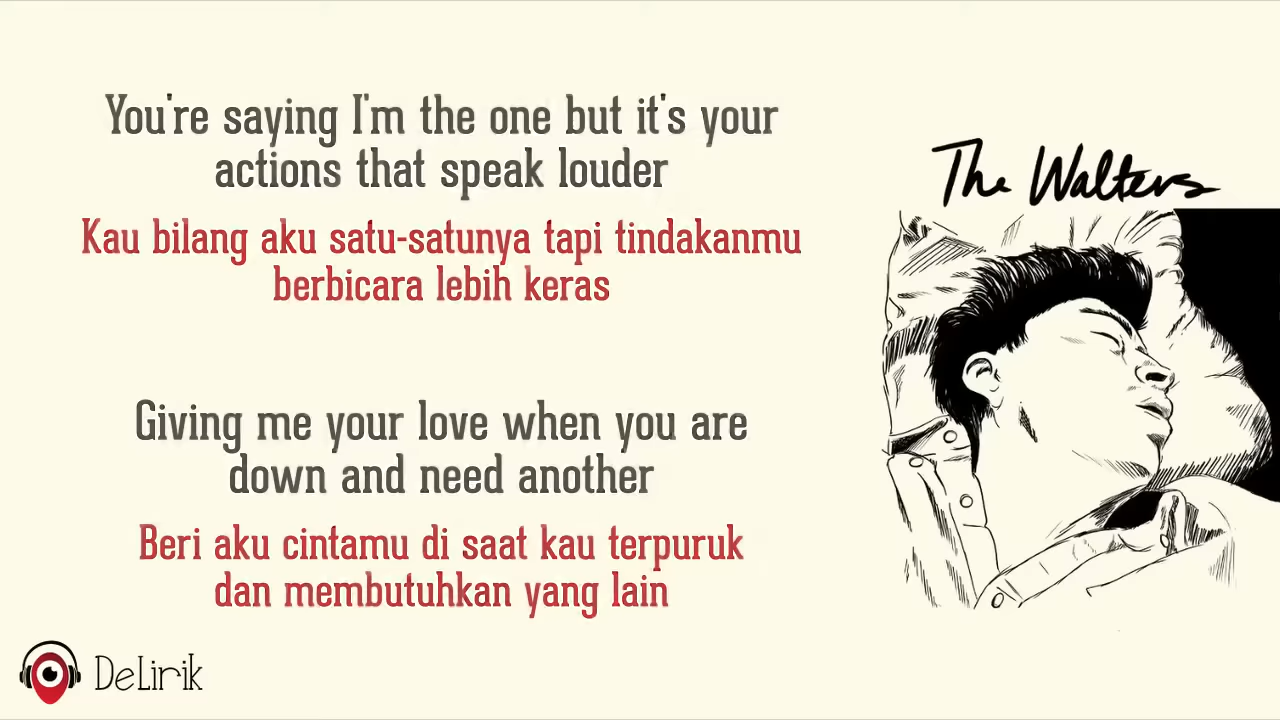 You're saying I'm the one but it's your
actions that speak louder
Kau bilang aku satu-satunya tapi tindakanmu
berbicara lebih keras
Giving me your love when you are
down and need another
Beri aku cintamu di saat kau terpuruk
dan membutuhkan yang lain
The Walters
DeLirik